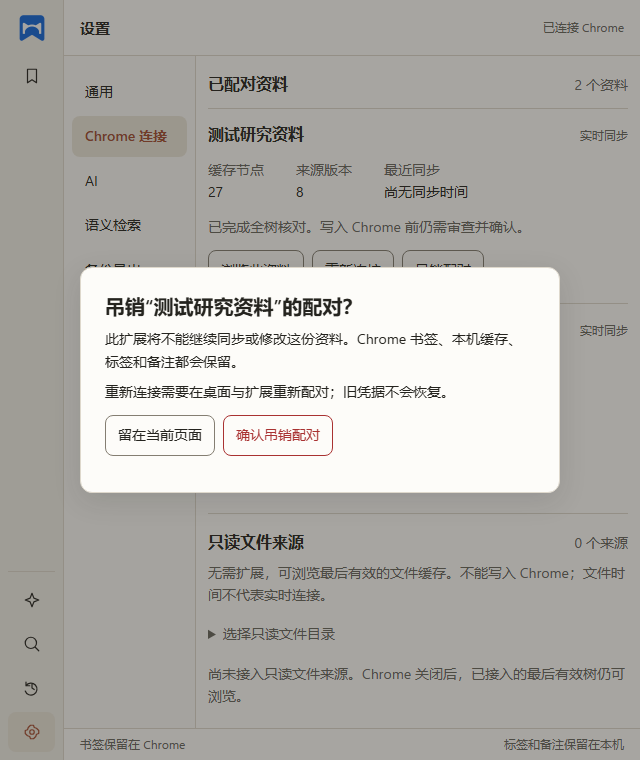 设置
已连接 Chrome
通用
Chrome 连接
AI
语义检索
已配对资料
2 个资料
测试研究资料
实时同步
缓存节点
来源版本
最近同步
27
8
尚无同步时间
已完成全树核对。写入 Chrome 前仍需审查并确认。
吊销“测试研究资料”的配对？
此扩展将不能继续同步或修改这份资料。Chrome 书签、本机缓存、
标签和备注都会保留。
重新连接需要在桌面与扩展重新配对；旧凭据不会恢复。
留在当前页面
确认吊销配对
实时同步
只读文件来源
0 个来源
无需扩展，可浏览最后有效的文件缓存。不能写入 Chrome；文件时
间不代表实时连接。
选择只读文件目录
尚未接入只读文件来源。Chrome 关闭后，已接入的最后有效树仍可
浏览。
书签保留在 Chrome
标签和备注保留在本机